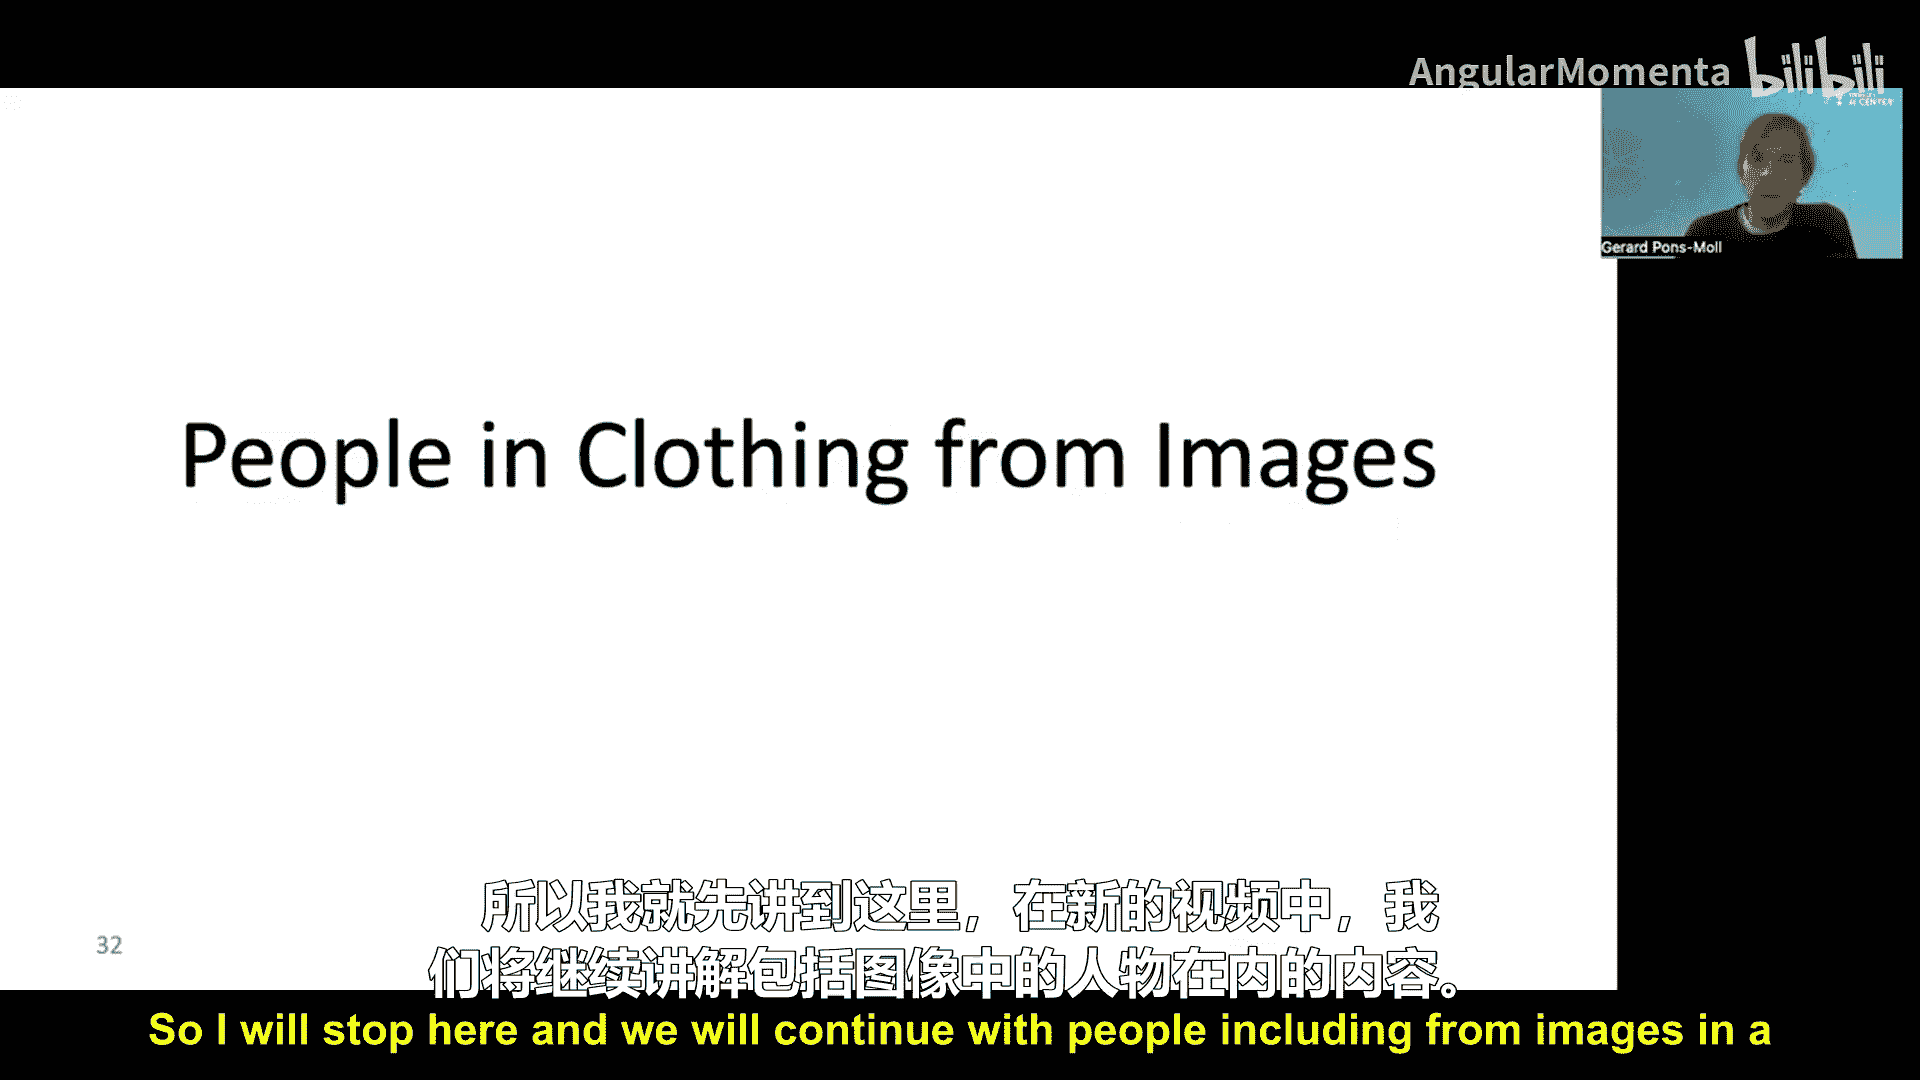 AngularMomenta bilibili
AI CENTER
Gerard Pons-Moll
People in Clothing from Images
32
所以我就先讲到这里，在新的视频中，我
们将继续讲解包括图像中的人物在内的内容。
So I will stop here and we will continue with people including from images in a